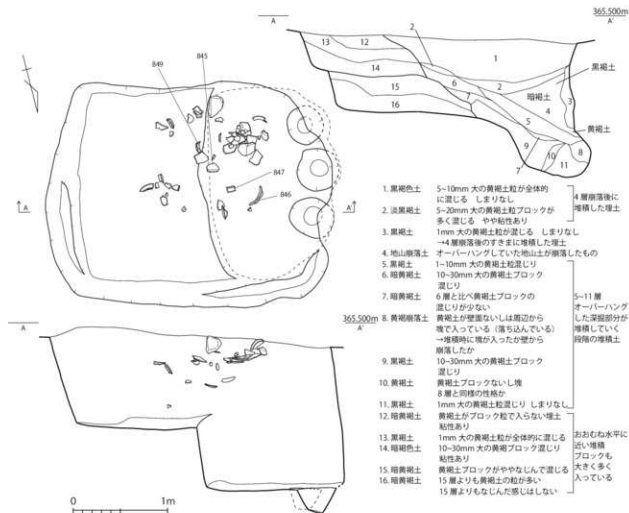 365.500m
A
A'
2
13
12
1
14
黒褐土
6
2
15
7
暗褐土
4
3
16
5
黄褐土
9
10
8
7
11
849
845
847
846
A
A'
365.500m
0
1m
1. 黒褐色土 5~10mm 大の黄褐土粒が全体的
に混じる しまりなし
2. 淡黒褐土 5~20mm 大の黄褐土粒ブロックが
多く混じる やや粘性あり
4層崩落後に
堆積した埋土
3. 黒褐土 1mm 大の黄褐土粒が混じる しまりなし
→4 層崩落後のすきまに堆積した埋土
4. 地山崩落土 オーバーハングしていた地山土が崩落したもの
5. 黒褐土 1~10mm 大の黄褐土粒混じり
6. 暗黄褐土 10~30mm 大の黄褐土ブロック
混じり
7. 暗黄褐土 6 層と比べ黄褐土ブロックの
混じりが少ない
8. 黄褐崩落土 黄褐土が壁面ないしは周辺から
塊で入っている（落ち込んでいる）
→堆積時に塊が入ったか壁から
崩落したか
9. 黒褐土 10~30mm 大の黄褐土ブロック
混じり
10. 黄褐土 黄褐土ブロックないし塊
8 層と同様の性格か
11. 黒褐土 1mm 大の黄褐土粒混じり しまりなし
5~11 層
オーバーハング
した深掘部分が
堆積していく
段階の堆積土
12. 暗黄褐土 黄褐土がブロック粒で入らない埋土
粘性あり
13. 黒褐土 1mm 大の黄褐土粒が全体的に混じる
14. 暗褐色土 10~30mm 大の黄褐ブロック混じり
粘性あり
15. 暗黄褐土 黄褐土ブロックがややなじんで混じる
16. 暗黄褐土 15 層よりも黄褐土の粒が多い
15 層よりもなじんだ感じはしない
おおむね水平に
近い堆積
ブロックも
大きく多く
入っている